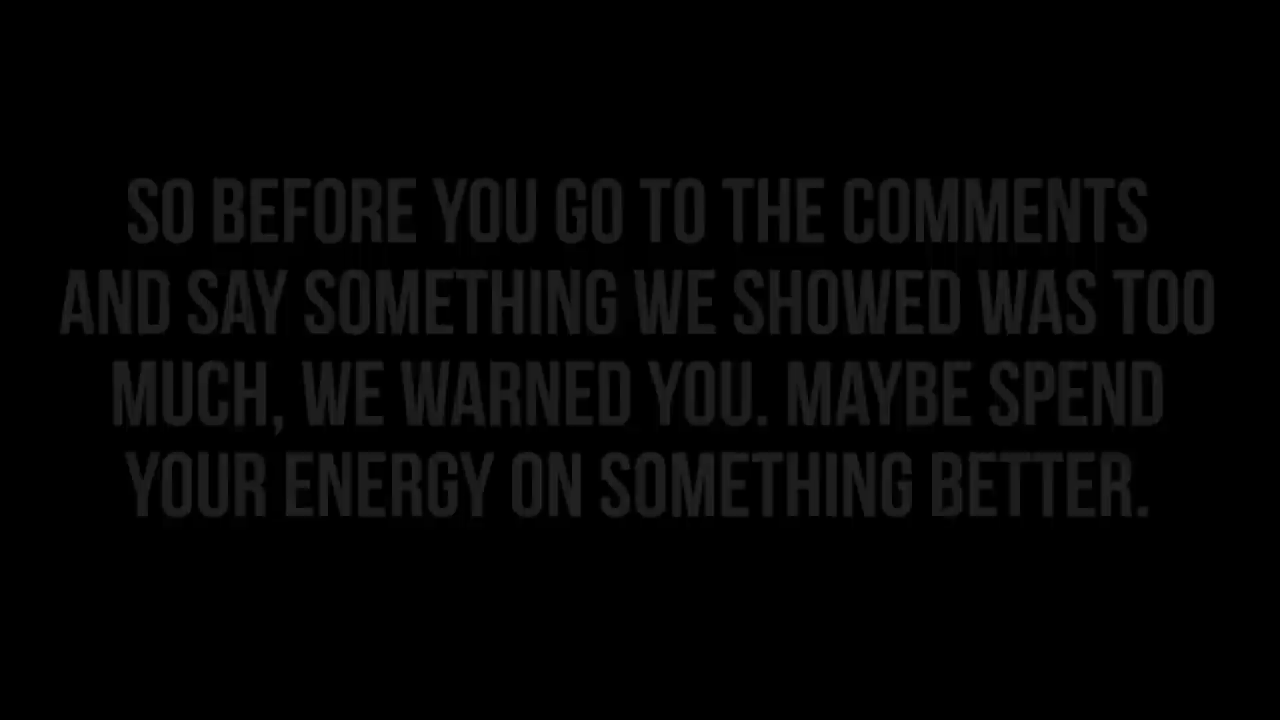 SO BEFORE YOU GO TO THE COMMENTS
AND SAY SOMETHING WE SHOWED WAS TOO
MUCH, WE WARNED YOU. MAYBE SPEND
YOUR ENERGY ON SOMETHING BETTER.